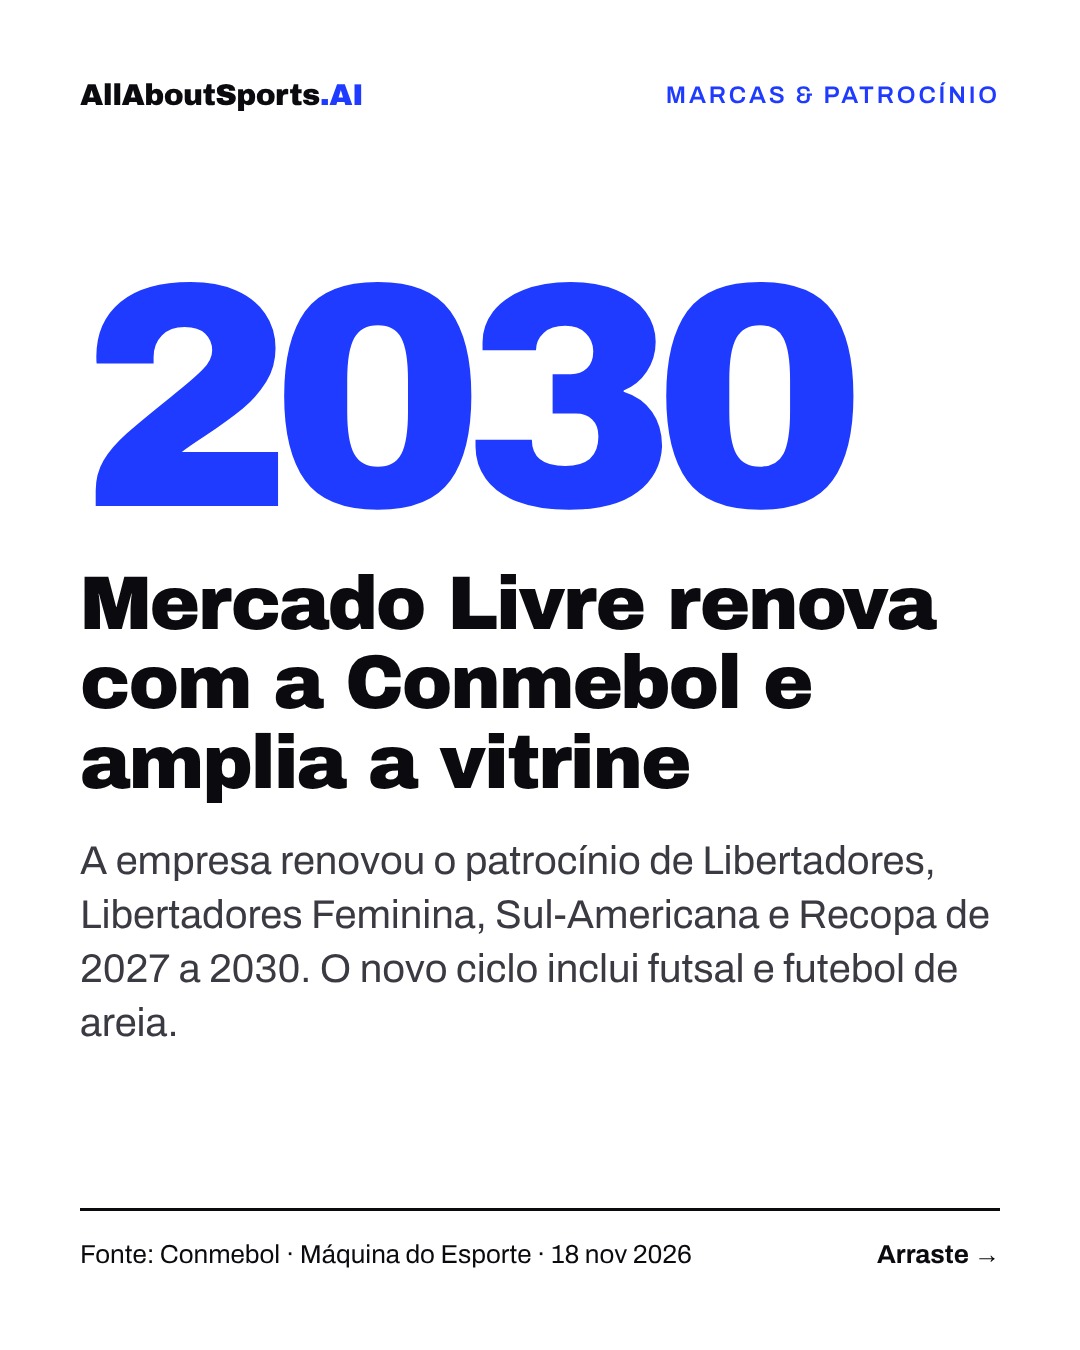 AllAboutSports.AI
MARCAS & PATROCÍNIO
2030
Mercado Livre renova
com a Conmebol e
amplia a vitrine
A empresa renovou o patrocínio de Libertadores,
Libertadores Feminina, Sul-Americana e Recopa de
2027 a 2030. O novo ciclo inclui futsal e futebol de
areia.
Fonte: Conmebol · Máquina do Esporte · 18 nov 2026
Arraste →